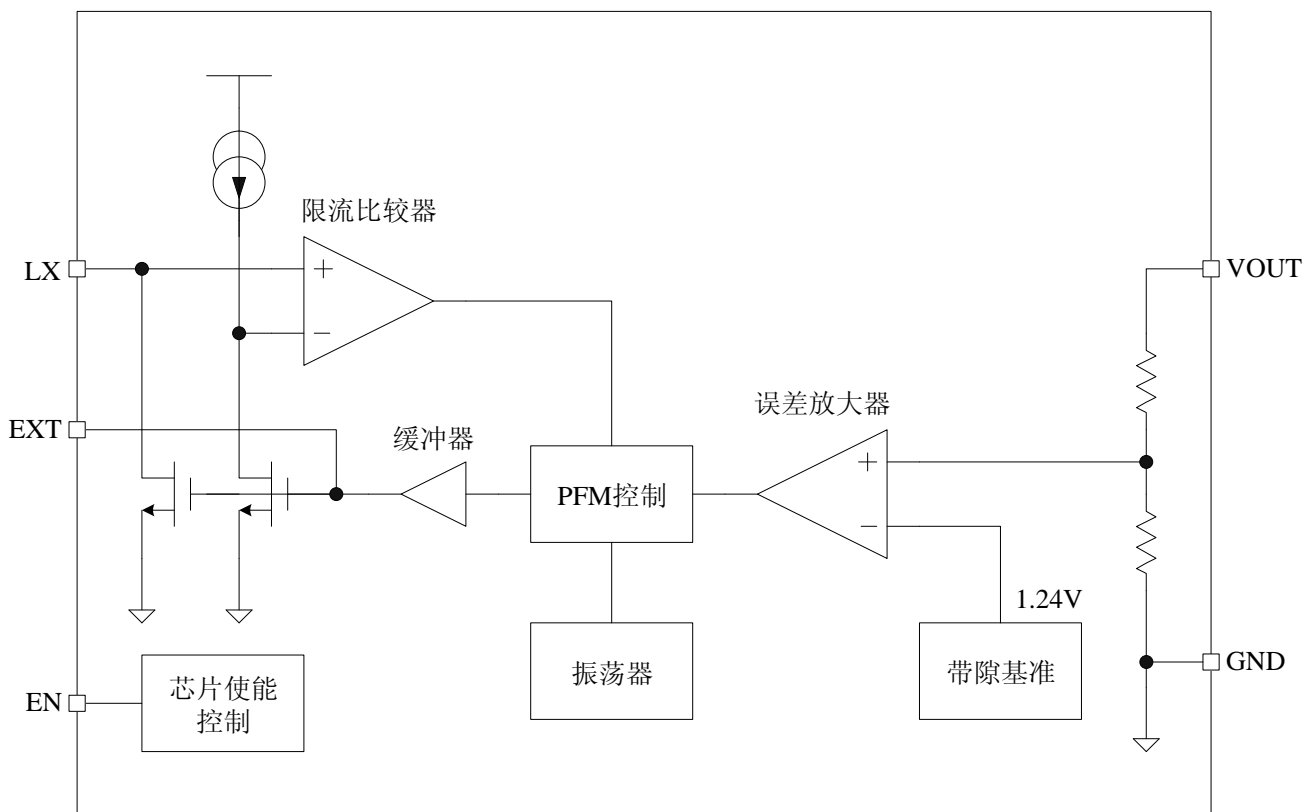 限流比较器
+
−
LX
VOUT
误差放大器
EXT
缓冲器
+
−
PFM控制
1.24V
振荡器
带隙基准
GND
EN
芯片使能
控制